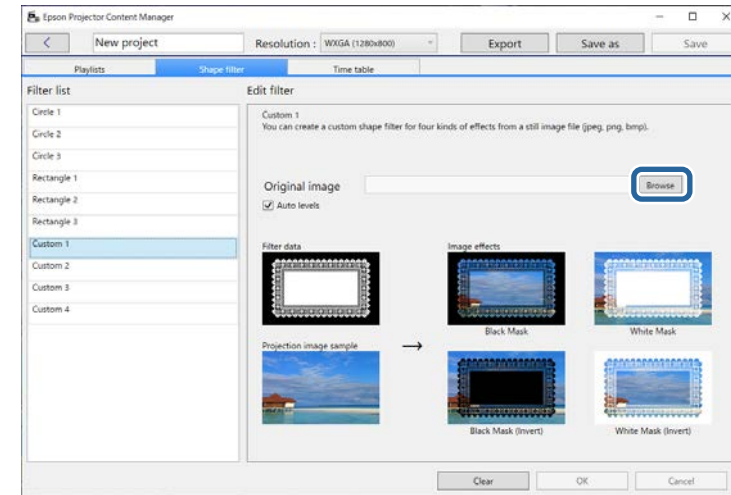 Epson Projector Content Manager
New project
Resolution : WXGA (1280x800)
Export
Save as
Save
Playlists
Shape filter
Time table
Filter list
Edit filter
Circle 1
Circle 2
Circle 3
Rectangle 1
Rectangle 2
Rectangle 3
Custom 1
Custom 2
Custom 3
Custom 4
Custom 1
You can create a custom shape filter for four kinds of effects from a still image file (jpeg, png, bmp).
Original image
Browse
Auto levels
Filter data
Image effects
Black Mask
White Mask
Projection image sample
Black Mask (Invert)
White Mask (Invert)
Clear
OK
Cancel